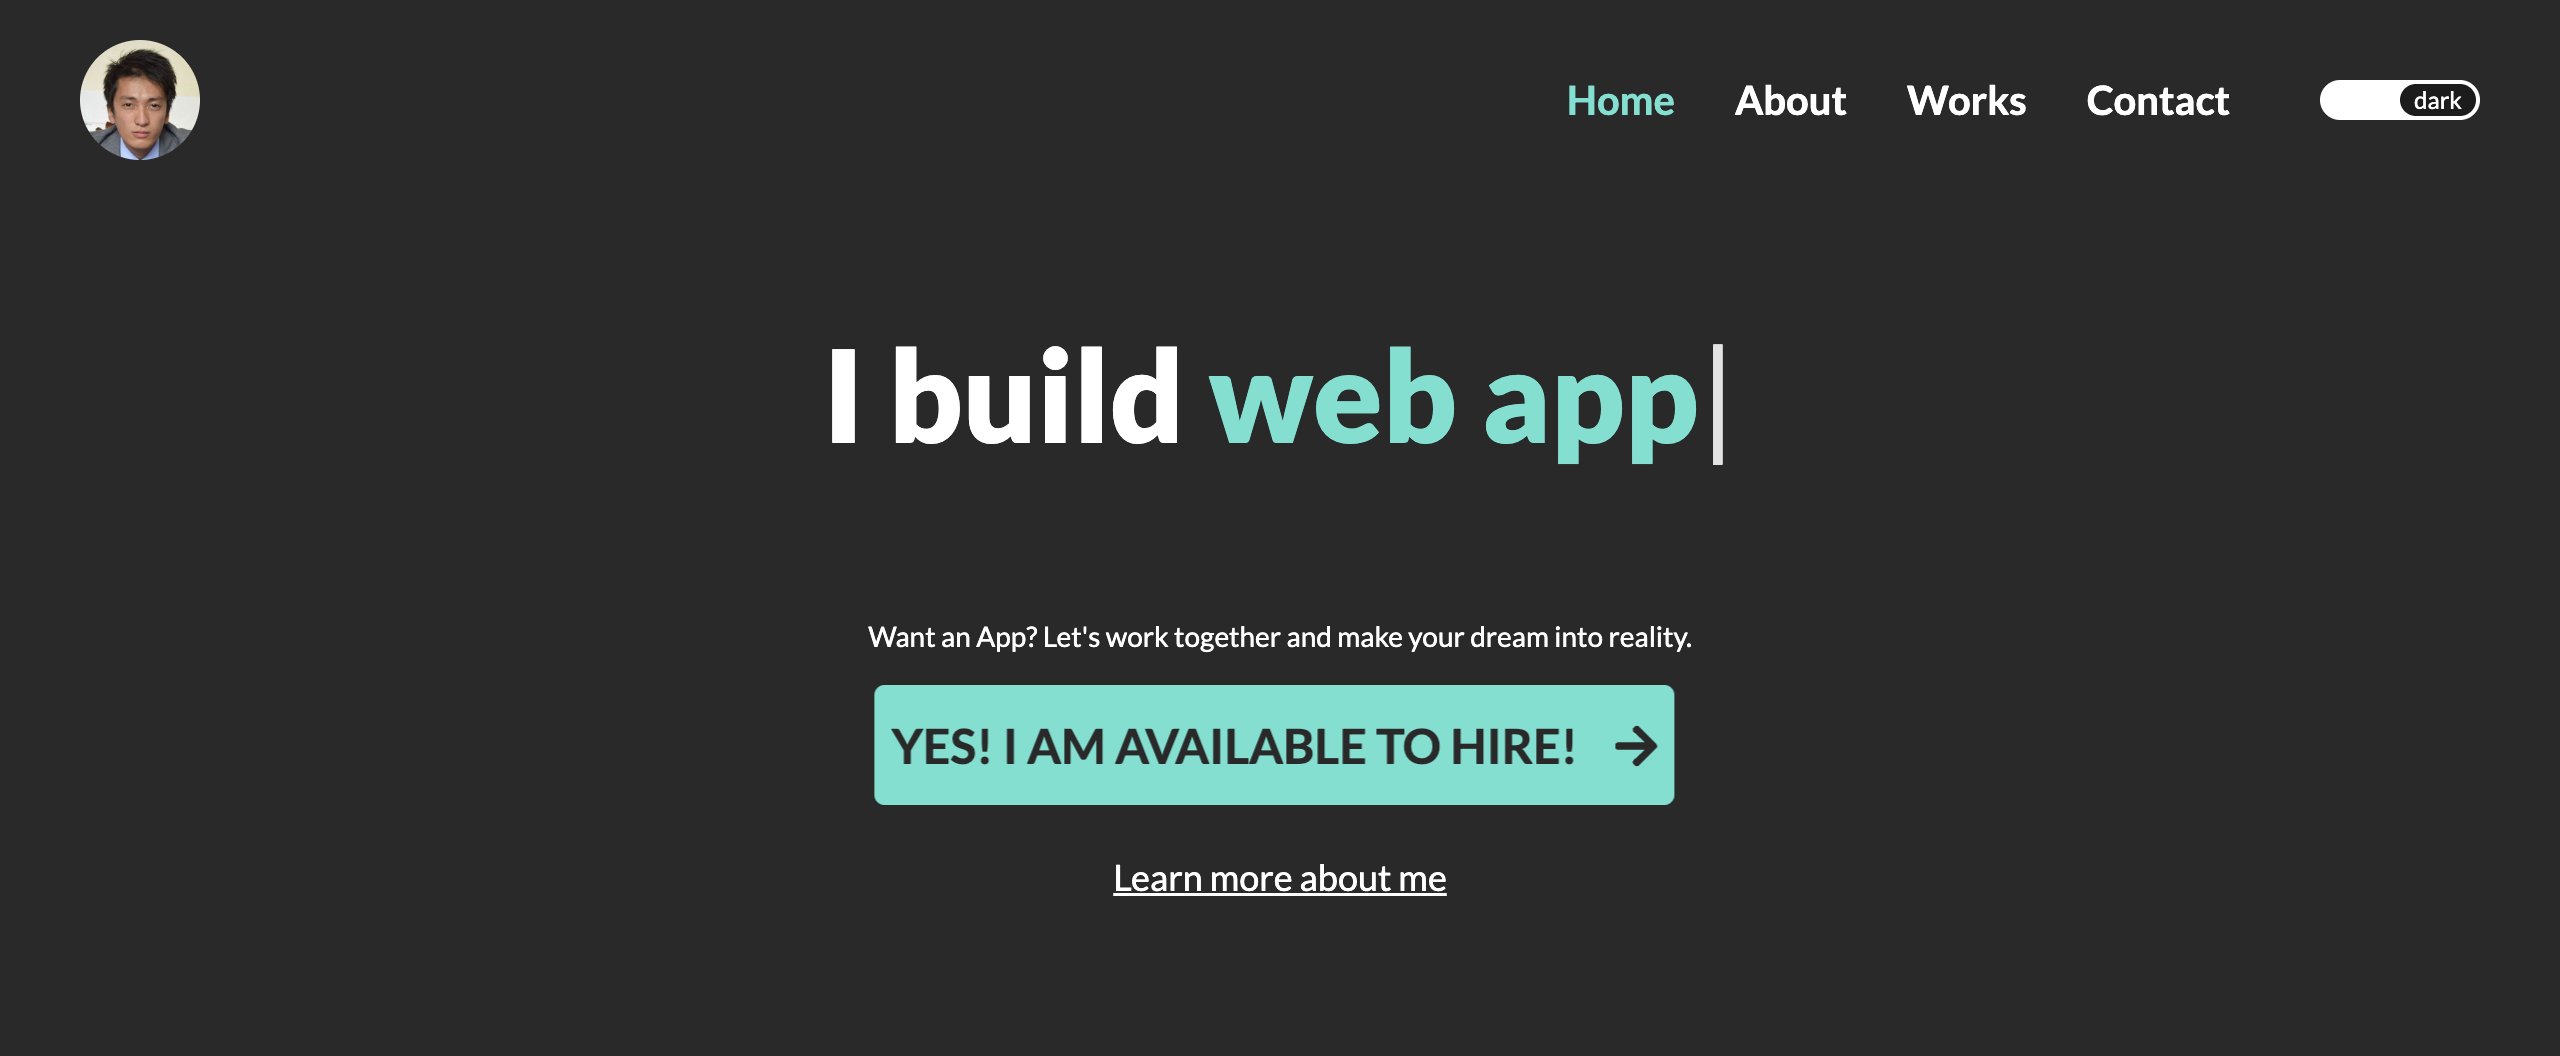 Home About Works Contact dark
I build web app
Want an App? Let's work together and make your dream into reality.
YES! I AM AVAILABLE TO HIRE!
Learn more about me